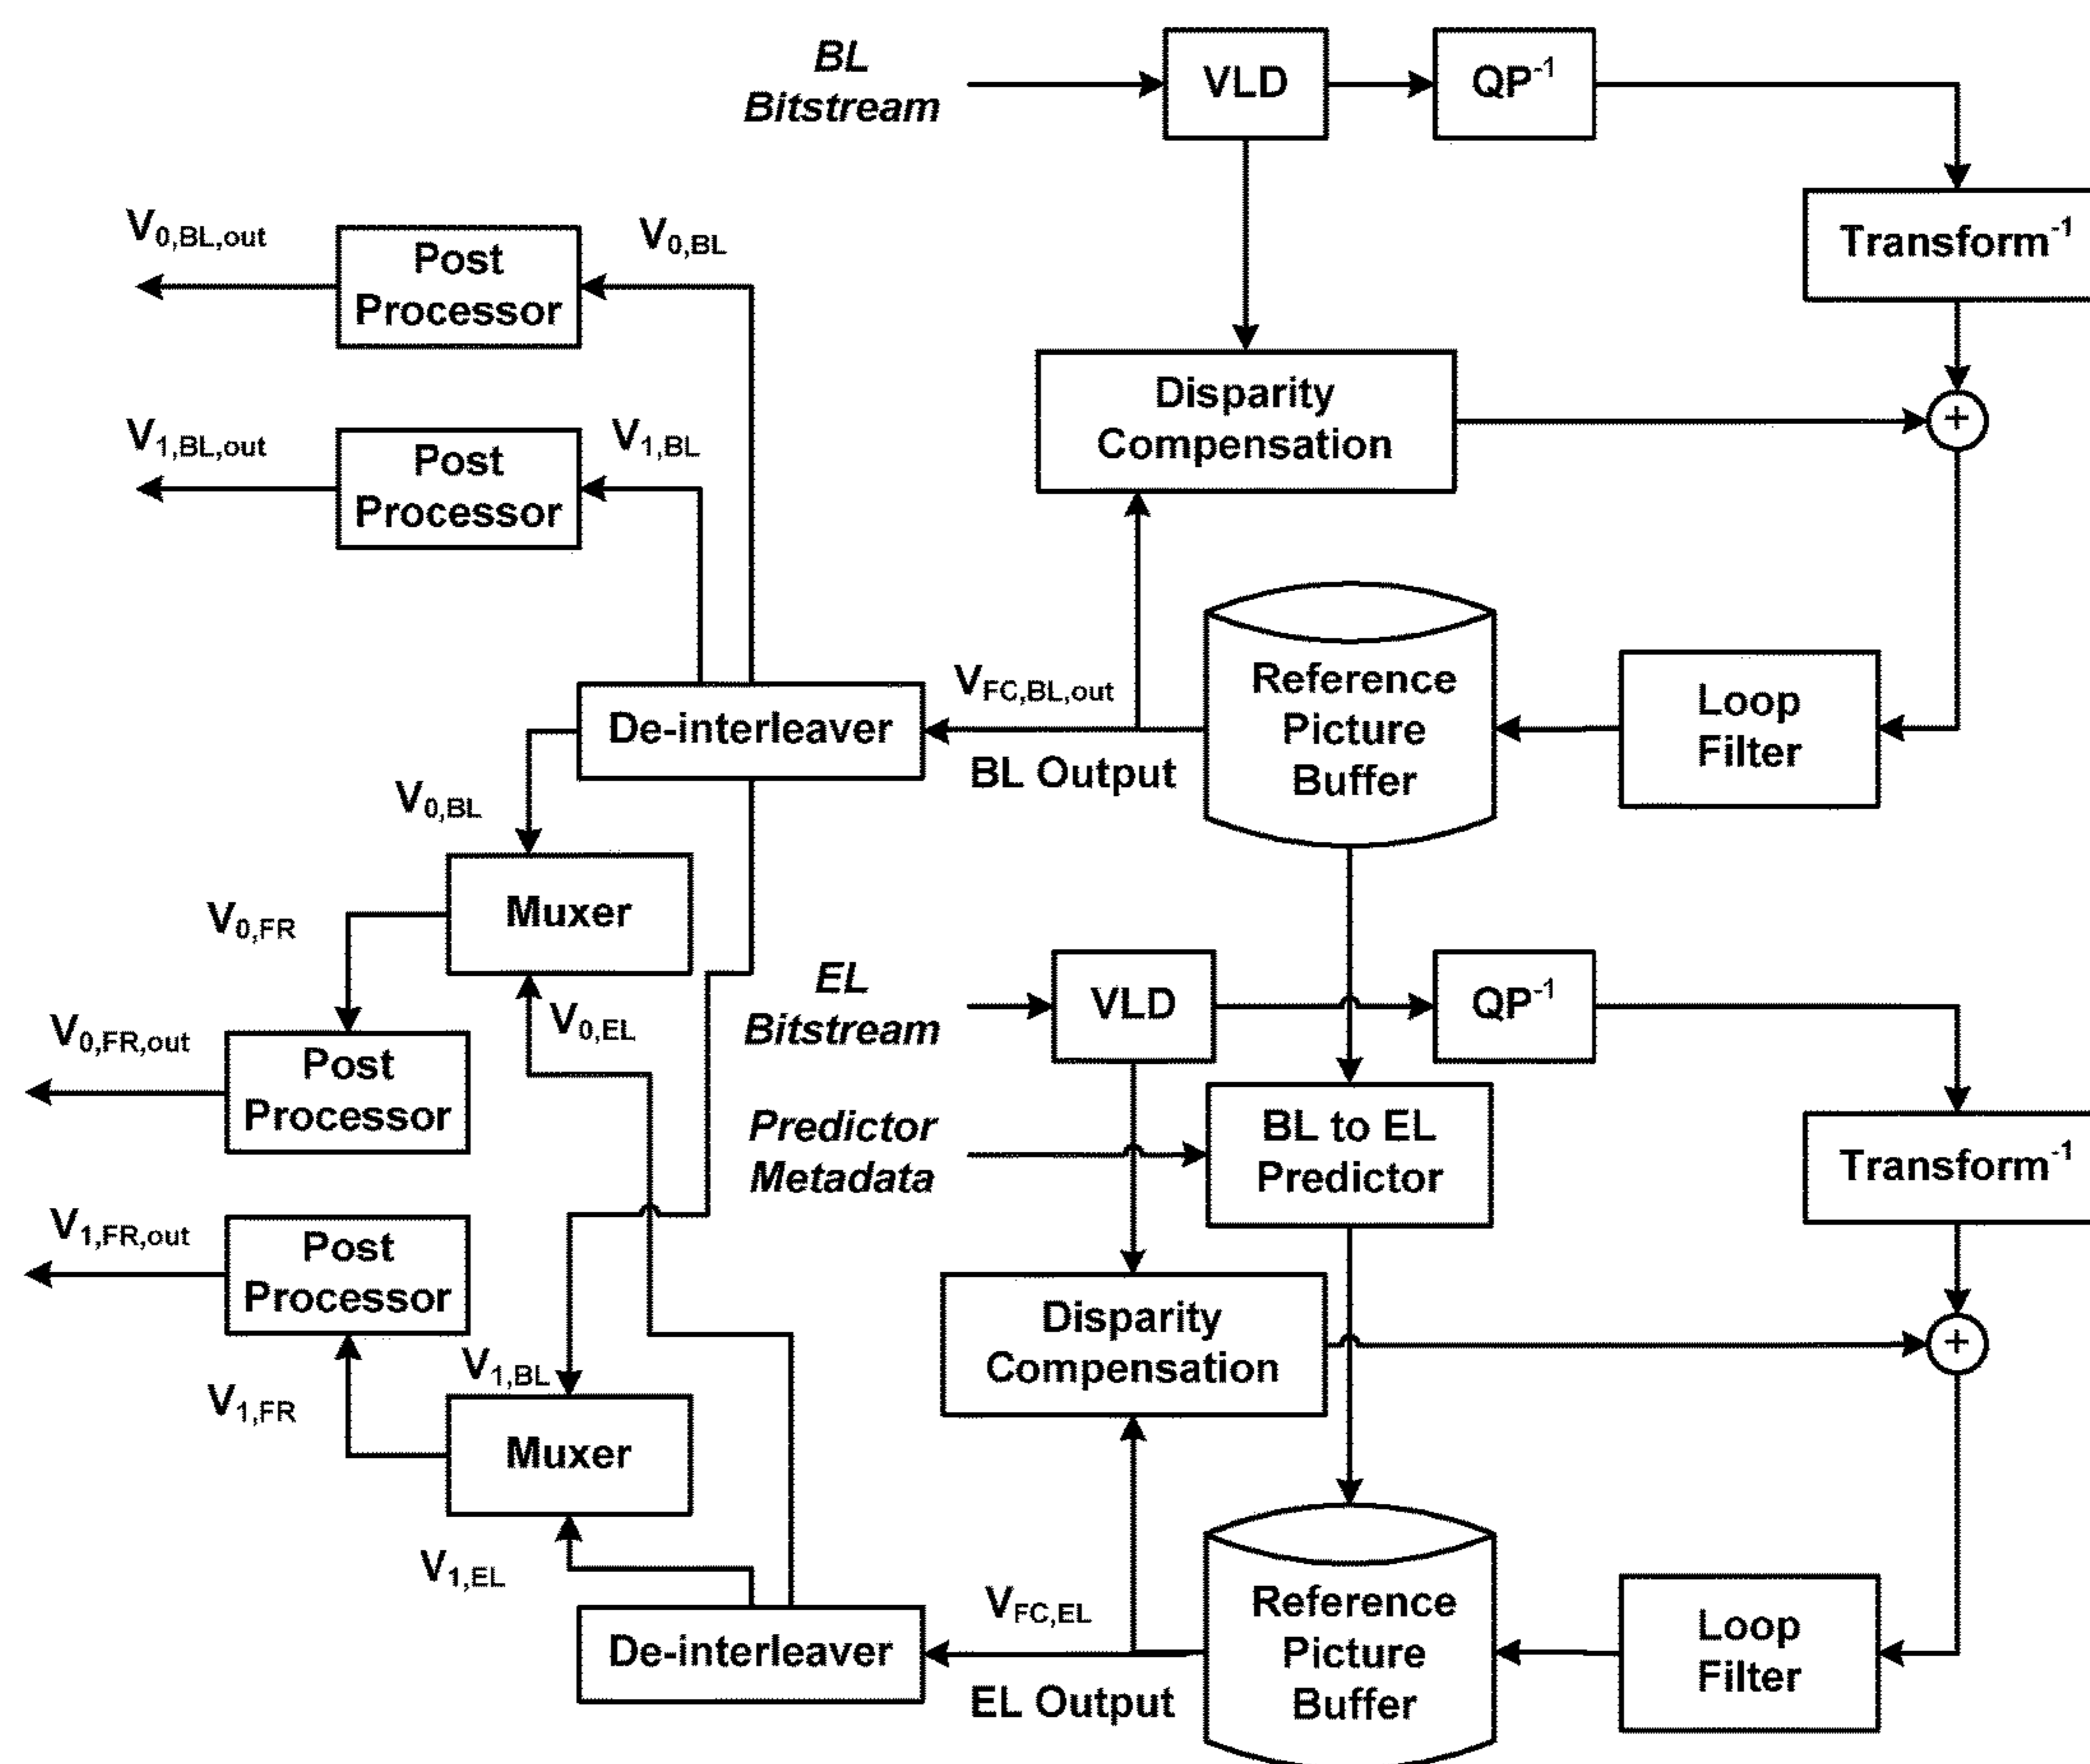 BL
Bitstream
VLD
QP-1
Transform-1
V0,BL,out
Post
Processor
V0,BL
Disparity
Compensation
+
V1,BL,out
Post
Processor
V1,BL
De-interleaver
VFC,BL,out
BL Output
Reference
Picture
Buffer
Loop
Filter
V0,BL
Muxer
V0,FR
V0,EL
EL
Bitstream
VLD
QP-1
V0,FR,out
Post
Processor
Predictor
Metadata
BL to EL
Predictor
Transform-1
V1,FR,out
Post
Processor
Disparity
Compensation
+
V1,BL
V1,FR
Muxer
V1,EL
De-interleaver
VFC,EL
EL Output
Reference
Picture
Buffer
Loop
Filter